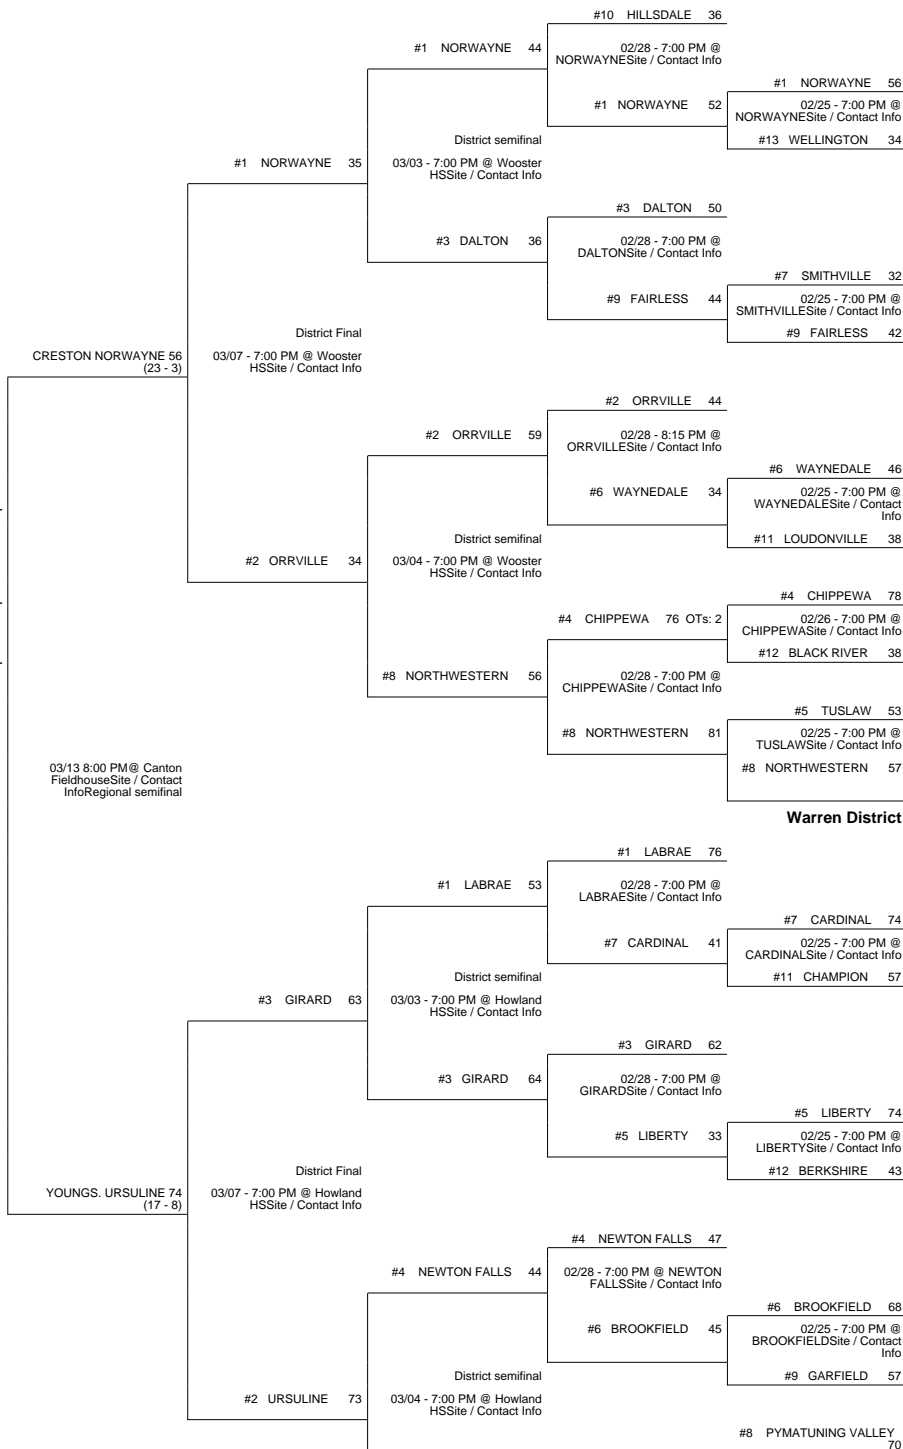 #10 HILLSDALE 36
#1 NORWAYNE 44
02/28 - 7:00 PM @
NORWAYNESite / Contact Info
#1 NORWAYNE 56
#1 NORWAYNE 52
02/25 - 7:00 PM @
NORWAYNESite / Contact Info
District semifinal
#13 WELLINGTON 34
#1 NORWAYNE 35
03/03 - 7:00 PM @ Wooster
HSSite / Contact Info
#3 DALTON 50
#3 DALTON 36
02/28 - 7:00 PM @
DALTONSite / Contact Info
#7 SMITHVILLE 32
#9 FAIRLESS 44
02/25 - 7:00 PM @
SMITHVILLESite / Contact Info
District Final
#9 FAIRLESS 42
CRESTON NORWAYNE 56
(23 - 3)
03/07 - 7:00 PM @ Wooster
HSSite / Contact Info
#2 ORRVILLE 44
#2 ORRVILLE 59
02/28 - 8:15 PM @
ORRVILLESite / Contact Info
#6 WAYNEDALE 46
#6 WAYNEDALE 34
02/25 - 7:00 PM @
WAYNEDALESite / Contact
Info
District semifinal
#11 LOUDONVILLE 38
#2 ORRVILLE 34
03/04 - 7:00 PM @ Wooster
HSSite / Contact Info
#4 CHIPPEWA 78
#4 CHIPPEWA 76 OTs: 2
02/26 - 7:00 PM @
CHIPPEWASite / Contact Info
#12 BLACK RIVER 38
#8 NORTHWESTERN 56
02/28 - 7:00 PM @
CHIPPEWASite / Contact Info
#5 TUSLAW 53
#8 NORTHWESTERN 81
02/25 - 7:00 PM @
TUSLAWSite / Contact Info
#8 NORTHWESTERN 57
03/13 8:00 PM@ Canton
FieldhouseSite / Contact
InfoRegional semifinal
Warren District
#1 LABRAE 76
#1 LABRAE 53
02/28 - 7:00 PM @
LABRAESite / Contact Info
#7 CARDINAL 74
#7 CARDINAL 41
02/25 - 7:00 PM @
CARDINALSite / Contact Info
District semifinal
#11 CHAMPION 57
#3 GIRARD 63
03/03 - 7:00 PM @ Howland
HSSite / Contact Info
#3 GIRARD 62
#3 GIRARD 64
02/28 - 7:00 PM @
GIRARDSite / Contact Info
#5 LIBERTY 74
#5 LIBERTY 33
02/25 - 7:00 PM @
LIBERTYSite / Contact Info
District Final
#12 BERKSHIRE 43
YOUNGS. URSULINE 74
(17 - 8)
03/07 - 7:00 PM @ Howland
HSSite / Contact Info
#4 NEWTON FALLS 47
#4 NEWTON FALLS 44
02/28 - 7:00 PM @ NEWTON
FALLSSite / Contact Info
#6 BROOKFIELD 68
#6 BROOKFIELD 45
02/25 - 7:00 PM @
BROOKFIELDSite / Contact
Info
District semifinal
#9 GARFIELD 57
#2 URSULINE 73
03/04 - 7:00 PM @ Howland
HSSite / Contact Info
#8 PYMATUNING VALLEY
70